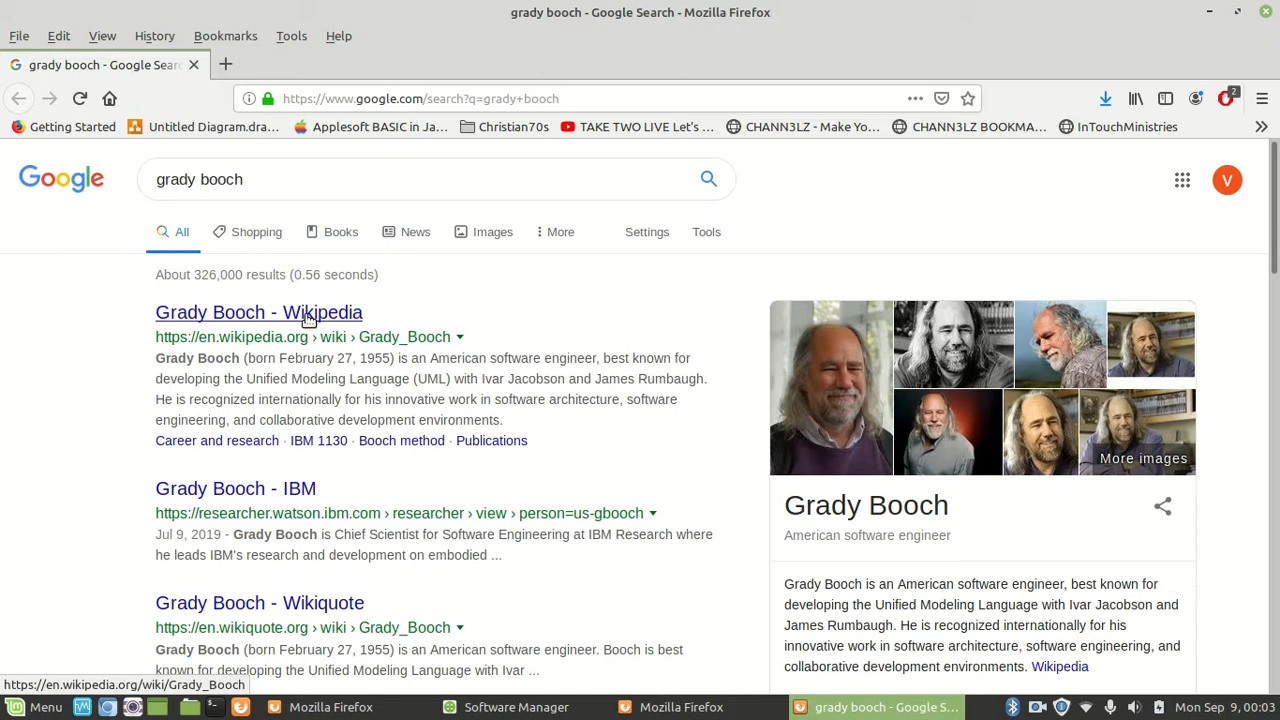 grady booch - Google Search - Mozilla Firefox
File Edit View History Bookmarks Tools Help
grady booch - Google Searc
https://www.google.com/search?q=grady+booch
2
Getting Started Untitled Diagram.dra... Applesoft BASIC in Ja... Christian70s TAKE TWO LIVE Let's ... CHANN3LZ - Make Yo... CHANN3LZ BOOKMA... InTouchMinistries
Google grady booch V
All Shopping Books News Images More Settings Tools
About 326,000 results (0.56 seconds)
Grady Booch - Wikipedia
https://en.wikipedia.org › wiki › Grady_Booch
Grady Booch (born February 27, 1955) is an American software engineer, best known for
developing the Unified Modeling Language (UML) with Ivar Jacobson and James Rumbaugh.
He is recognized internationally for his innovative work in software architecture, software
engineering, and collaborative development environments.
Career and research · IBM 1130 · Booch method · Publications
Grady Booch - IBM
https://researcher.watson.ibm.com › researcher › view › person=us-gbooch
Jul 9, 2019 - Grady Booch is Chief Scientist for Software Engineering at IBM Research where
he leads IBM's research and development on embodied ...
Grady Booch - Wikiquote
https://en.wikiquote.org › wiki › Grady_Booch
Grady Booch (born February 27, 1955) is an American software engineer. Booch is best
known for developing the Unified Modeling Language with Ivar ...
More images
Grady Booch
American software engineer
Grady Booch is an American software engineer, best known for
developing the Unified Modeling Language with Ivar Jacobson and
James Rumbaugh. He is recognized internationally for his
innovative work in software architecture, software engineering, and
collaborative development environments. Wikipedia
https://en.wikipedia.org/wiki/Grady_Booch
Menu Mozilla Firefox Software Manager Mozilla Firefox grady booch - Google S... Mon Sep 9, 00:03